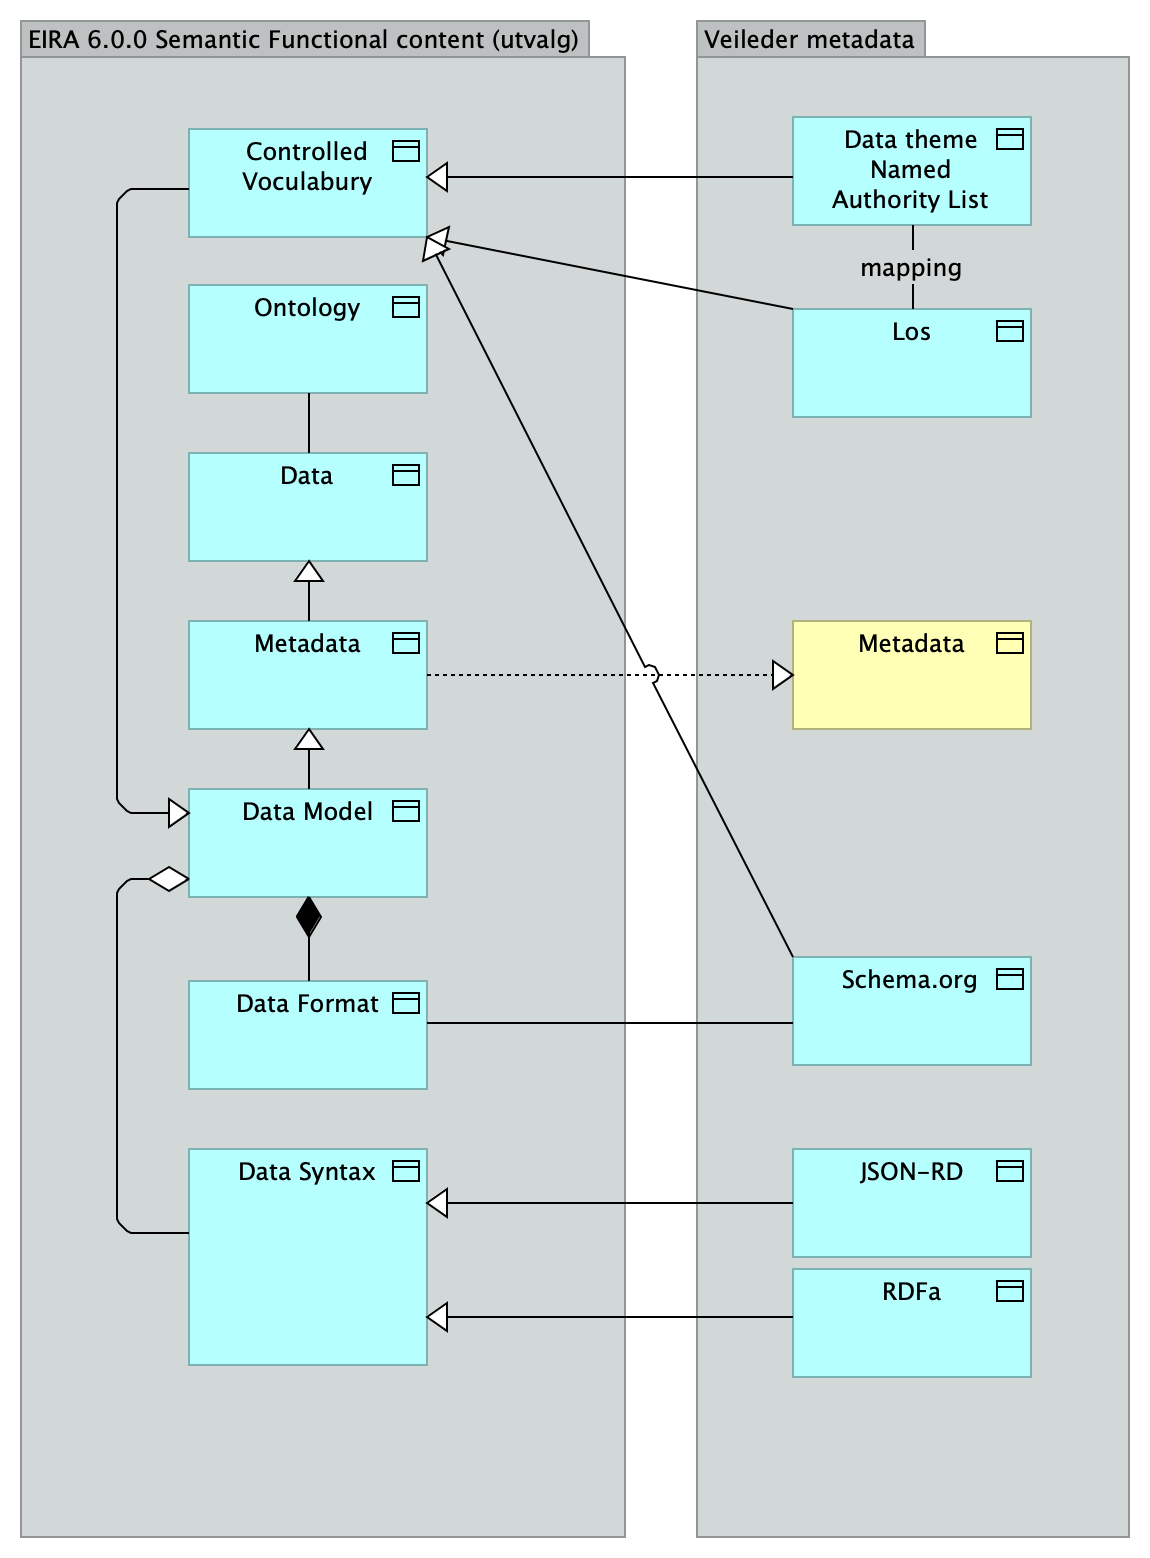 EIRA 6.0.0 Semantic Functional content (utvalg)
Controlled
Voculabury
Ontology
Data
Metadata
Data Model
Data Format
Data Syntax
Veileder metadata
Data theme
Named
Authority List
mapping
Los
Metadata
Schema.org
JSON-RD
RDFa